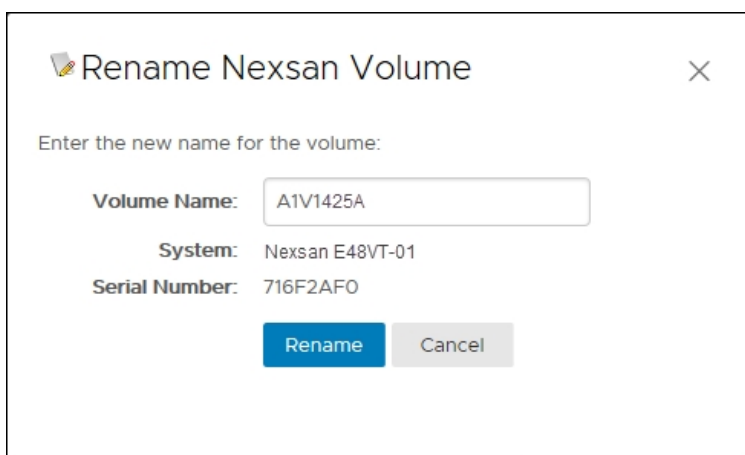 Rename Nexsan Volume
Enter the new name for the volume:
Volume Name: A1V1425A
System: Nexsan E48VT-01
Serial Number: 716F2AF0
Rename Cancel